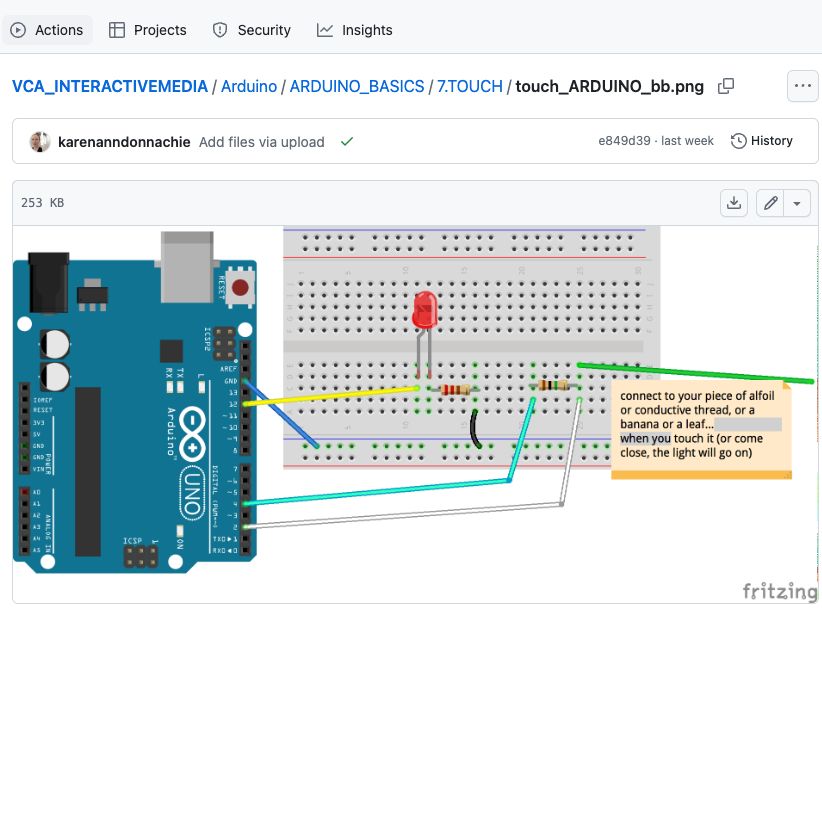 Actions Projects Security Insights
VCA_INTERACTIVEMEDIA / Arduino / ARDUINO_BASICS / 7.TOUCH / touch_ARDUINO_bb.png
karenanndonnachie Add files via upload
e849d39 · last week History
253 KB
RESET
ICSP2
AREF
GND
13
12
~11
~10
~9
8
7
~6
~5
4
~3
2
TXD▸1
RXD◂0
DIGITAL (PWM~)
RX
TX
L
Arduino
UNO
ON
ICSP
1
IOREF
RESET
3V3
5V
GND
GND
VIN
POWER
A0
A1
A2
A3
A4
A5
ANALOG IN
connect to your piece of alfoil
or conductive thread, or a
banana or a leaf...
when you touch it (or come
close, the light will go on)
fritzing